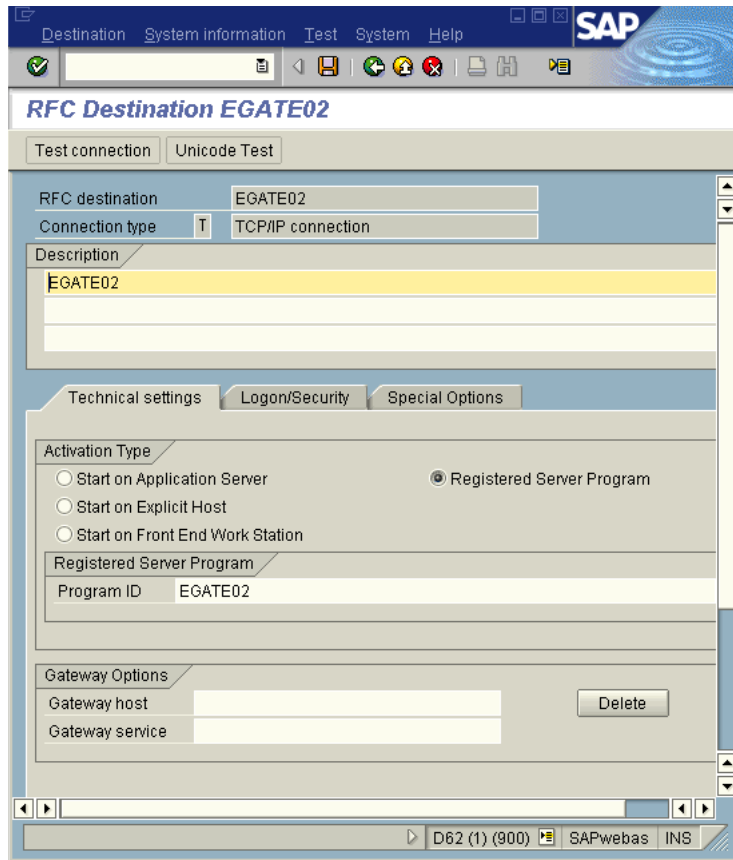 Destination System information Test System Help
SAP
RFC Destination EGATE02
Test connection Unicode Test
RFC destination EGATE02
Connection type T TCP/IP connection
Description
EGATE02
Technical settings Logon/Security Special Options
Activation Type
Start on Application Server Registered Server Program
Start on Explicit Host
Start on Front End Work Station
Registered Server Program
Program ID EGATE02
Gateway Options
Gateway host Delete
Gateway service
D62 (1) (900) SAPwebas INS